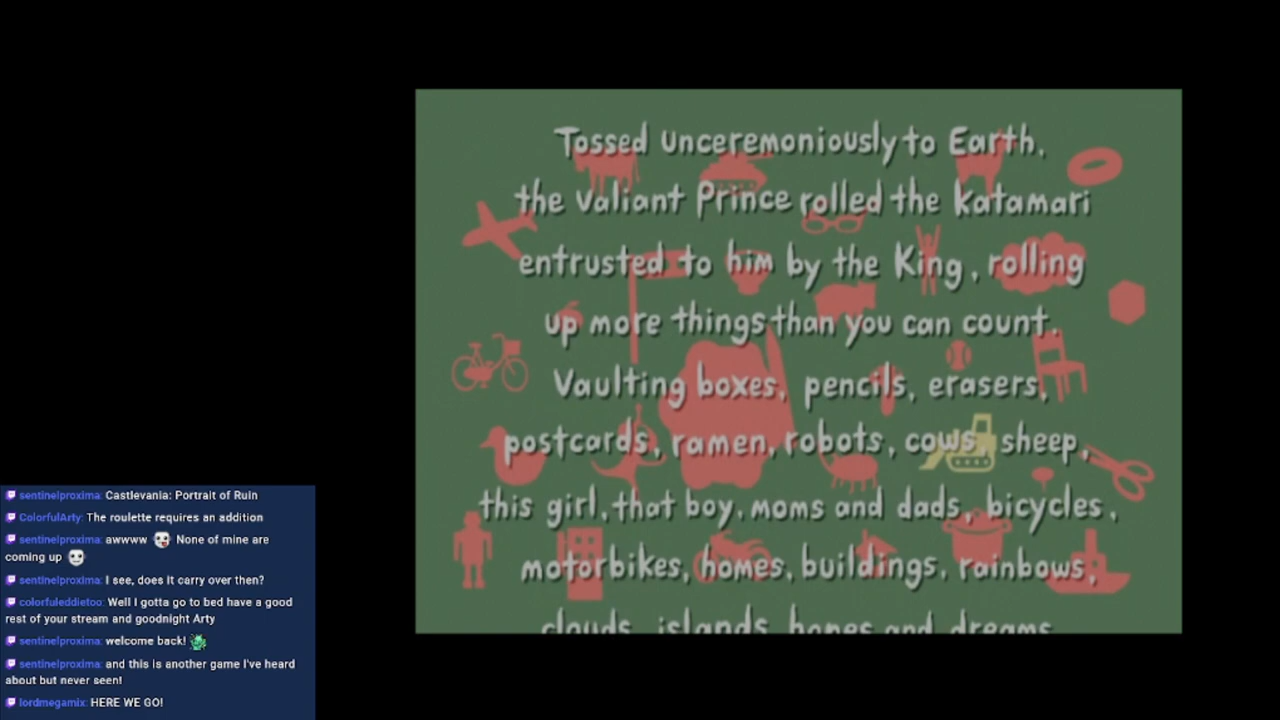 Tossed unceremoniously to Earth,
the valiant Prince rolled the katamari
entrusted to him by the King, rolling
up more things than you can count.
Vaulting boxes, pencils, erasers,
postcards, ramen, robots, cows, sheep,
this girl, that boy, moms and dads, bicycles,
motorbikes, homes, buildings, rainbows,
clouds, islands, hopes and dreams
sentinelproxima: Castlevania: Portrait of Ruin
ColorfulArty: The roulette requires an addition
sentinelproxima: awwww None of mine are
coming up
sentinelproxima: I see, does it carry over then?
colorfuleddietoo: Well I gotta go to bed have a good
rest of your stream and goodnight Arty
sentinelproxima: welcome back!
sentinelproxima: and this is another game I've heard
about but never seen!
lordmegamix: HERE WE GO!